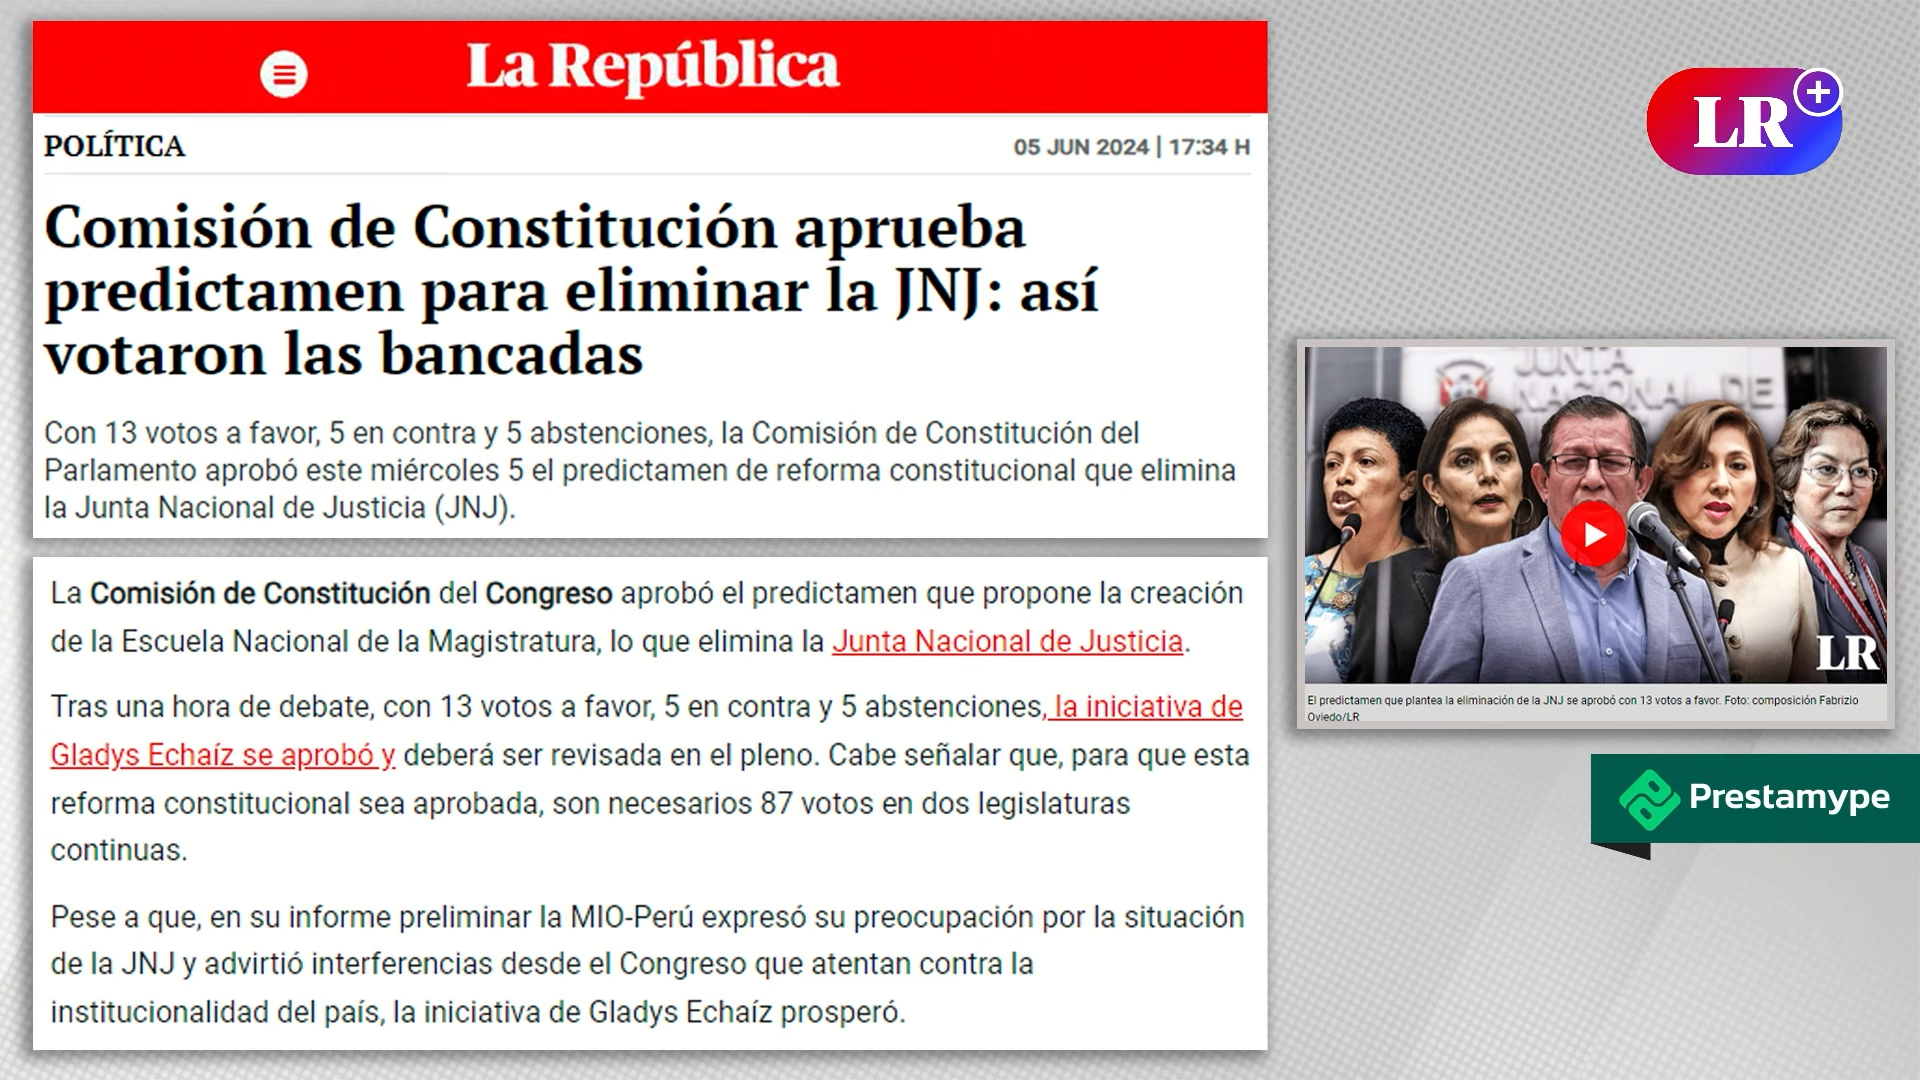 La República
POLÍTICA
05 JUN 2024 | 17:34 H
Comisión de Constitución aprueba
predictamen para eliminar la JNJ: así
votaron las bancadas
Con 13 votos a favor, 5 en contra y 5 abstenciones, la Comisión de Constitución del
Parlamento aprobó este miércoles 5 el predictamen de reforma constitucional que elimina
la Junta Nacional de Justicia (JNJ).
La Comisión de Constitución del Congreso aprobó el predictamen que propone la creación
de la Escuela Nacional de la Magistratura, lo que elimina la Junta Nacional de Justicia.
Tras una hora de debate, con 13 votos a favor, 5 en contra y 5 abstenciones, la iniciativa de
Gladys Echaíz se aprobó y deberá ser revisada en el pleno. Cabe señalar que, para que esta
reforma constitucional sea aprobada, son necesarios 87 votos en dos legislaturas
continuas.
Pese a que, en su informe preliminar la MIO-Perú expresó su preocupación por la situación
de la JNJ y advirtió interferencias desde el Congreso que atentan contra la
institucionalidad del país, la iniciativa de Gladys Echaíz prosperó.
LR+
JUNTA
NACIONAL DE
LR
El predictamen que plantea la eliminación de la JNJ se aprobó con 13 votos a favor. Foto: composición Fabrizio
Oviedo/LR
Prestamype